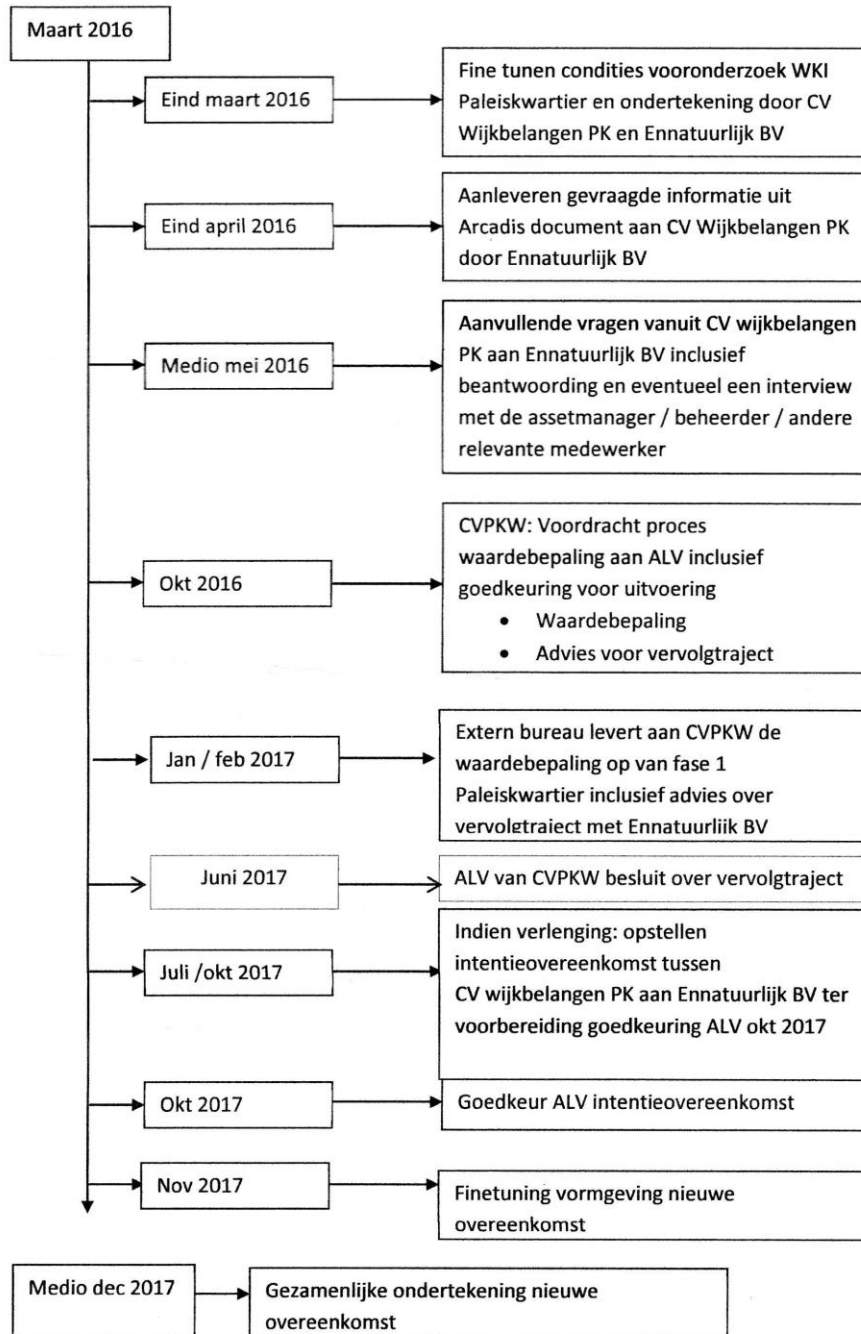 Maart 2016
Eind maart 2016
Fine tunen condities vooronderzoek WKI
Paleiskwartier en ondertekening door CV
Wijkbelangen PK en Ennatuurlijk BV
Eind april 2016
Aanleveren gevraagde informatie uit
Arcadis document aan CV Wijkbelangen PK
door Ennatuurlijk BV
Medio mei 2016
Aanvullende vragen vanuit CV wijkbelangen
PK aan Ennatuurlijk BV inclusief
beantwoording en eventueel een interview
met de assetmanager / beheerder / andere
relevante medewerker
Okt 2016
CVPKW: Voordracht proces
waardebepaling aan ALV inclusief
goedkeuring voor uitvoering
• Waardebepaling
• Advies voor vervolgtraject
Jan / feb 2017
Extern bureau levert aan CVPKW de
waardebepaling op van fase 1
Paleiskwartier inclusief advies over
vervolgtraject met Ennatuurlijk BV
Juni 2017
ALV van CVPKW besluit over vervolgtraject
Juli /okt 2017
Indien verlenging: opstellen
intentieovereenkomst tussen
CV wijkbelangen PK aan Ennatuurlijk BV ter
voorbereiding goedkeuring ALV okt 2017
Okt 2017
Goedkeur ALV intentieovereenkomst
Nov 2017
Finetuning vormgeving nieuwe
overeenkomst
Medio dec 2017
Gezamenlijke ondertekening nieuwe
overeenkomst